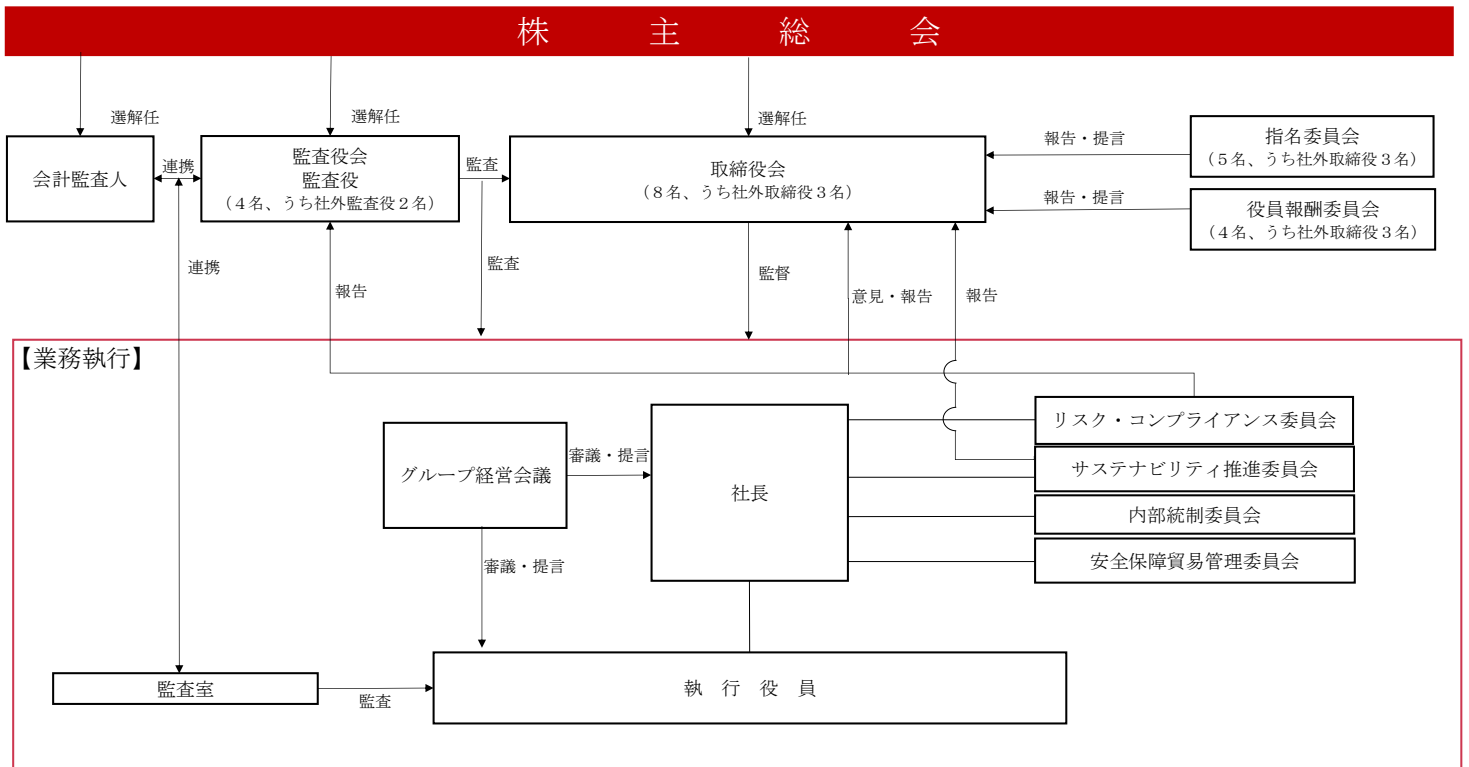 株主総会
選解任
選解任
選解任
会計監査人
連携
監査役会
監査役
（４名、うち社外監査役２名）
監査
取締役会
（８名、うち社外取締役３名）
報告・提言
指名委員会
（５名、うち社外取締役３名）
報告・提言
役員報酬委員会
（４名、うち社外取締役３名）
連携
報告
監査
監督
意見・報告
報告
【業務執行】
グループ経営会議
審議・提言
社長
リスク・コンプライアンス委員会
サステナビリティ推進委員会
内部統制委員会
安全保障貿易管理委員会
審議・提言
監査室
監査
執行役員